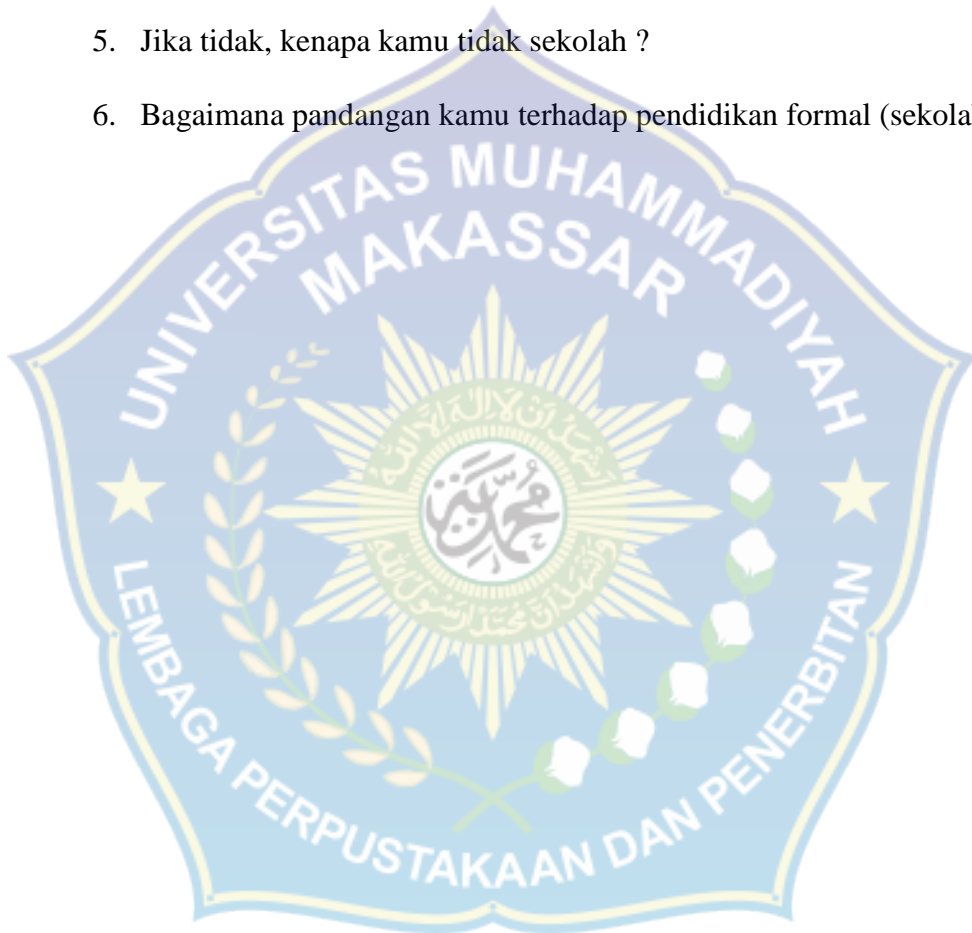 5. Jika tidak, kenapa kamu tidak sekolah ?
6. Bagaimana pandangan kamu terhadap pendidikan formal (sekola
UNIVERSITAS MUHAMMADIYAH
MAKASSAR
LEMBAGA PERPUSTAKAAN DAN PENERBITAN